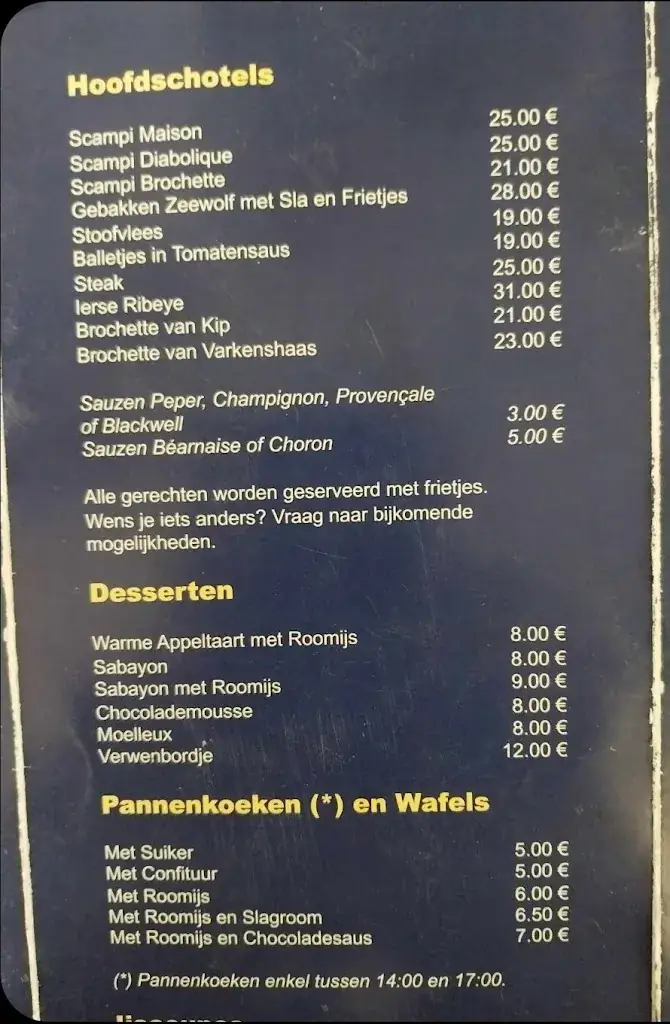 Hoofdschotels
Scampi Maison 25.00 €
Scampi Diabolique 25.00 €
Scampi Brochette 21.00 €
Gebakken Zeewolf met Sla en Frietjes 28.00 €
Stoofvlees 19.00 €
Balletjes in Tomatensaus 19.00 €
Steak 25.00 €
Ierse Ribeye 31.00 €
Brochette van Kip 21.00 €
Brochette van Varkenshaas 23.00 €
Sauzen Peper, Champignon, Provençale
of Blackwell 3.00 €
Sauzen Béarnaise of Choron 5.00 €
Alle gerechten worden geserveerd met frietjes.
Wens je iets anders? Vraag naar bijkomende
mogelijkheden.
Desserten
Warme Appeltaart met Roomijs 8.00 €
Sabayon 8.00 €
Sabayon met Roomijs 9.00 €
Chocolademousse 8.00 €
Moelleux 8.00 €
Verwenbordje 12.00 €
Pannenkoeken (*) en Wafels
Met Suiker 5.00 €
Met Confituur 5.00 €
Met Roomijs 6.00 €
Met Roomijs en Slagroom 6.50 €
Met Roomijs en Chocoladesaus 7.00 €
(*) Pannenkoeken enkel tussen 14:00 en 17:00.